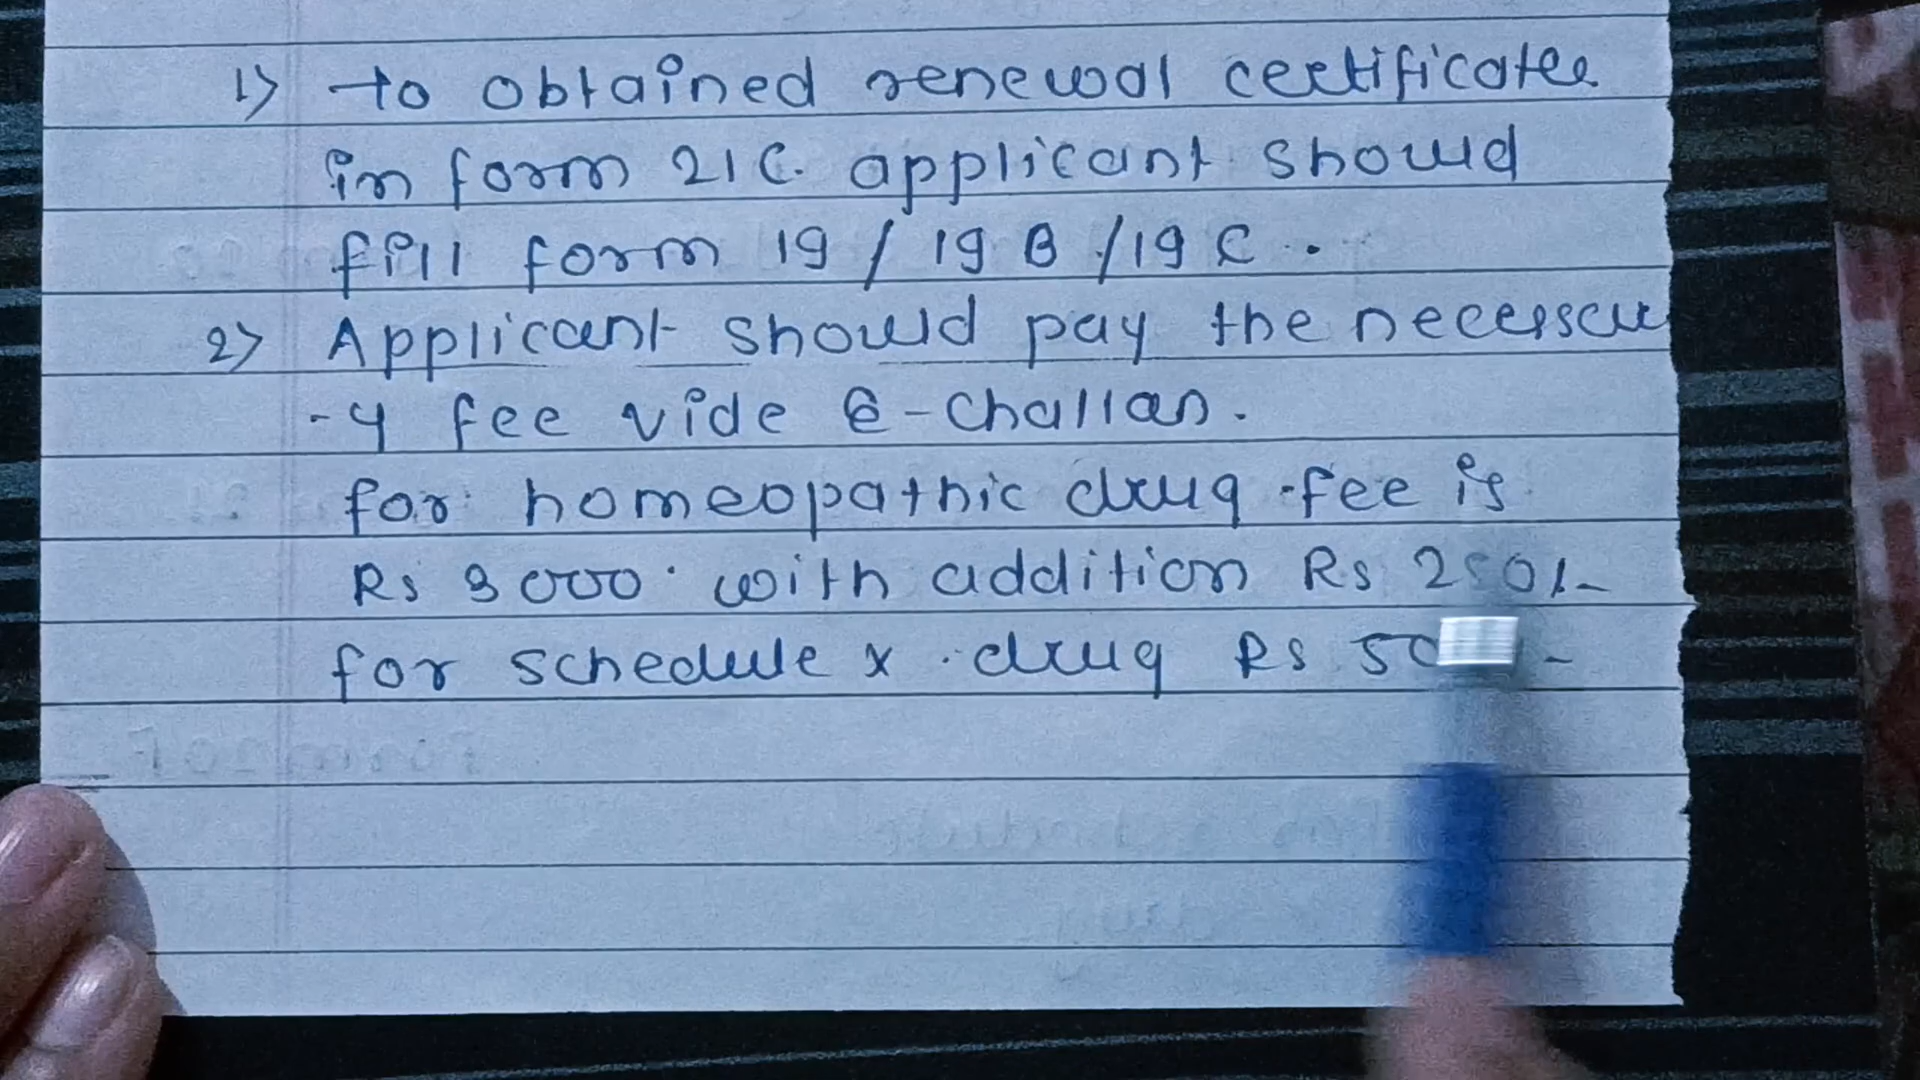 1) to obtained renewal certificate
in form 21C. applicant should
fill form 19 / 19 B /19 C .
2) Applicant should pay the necessar
-y fee vide e-challan.
for homeopathic drug fee is
Rs 3000 with addition Rs 250/-
for schedule x drug Rs